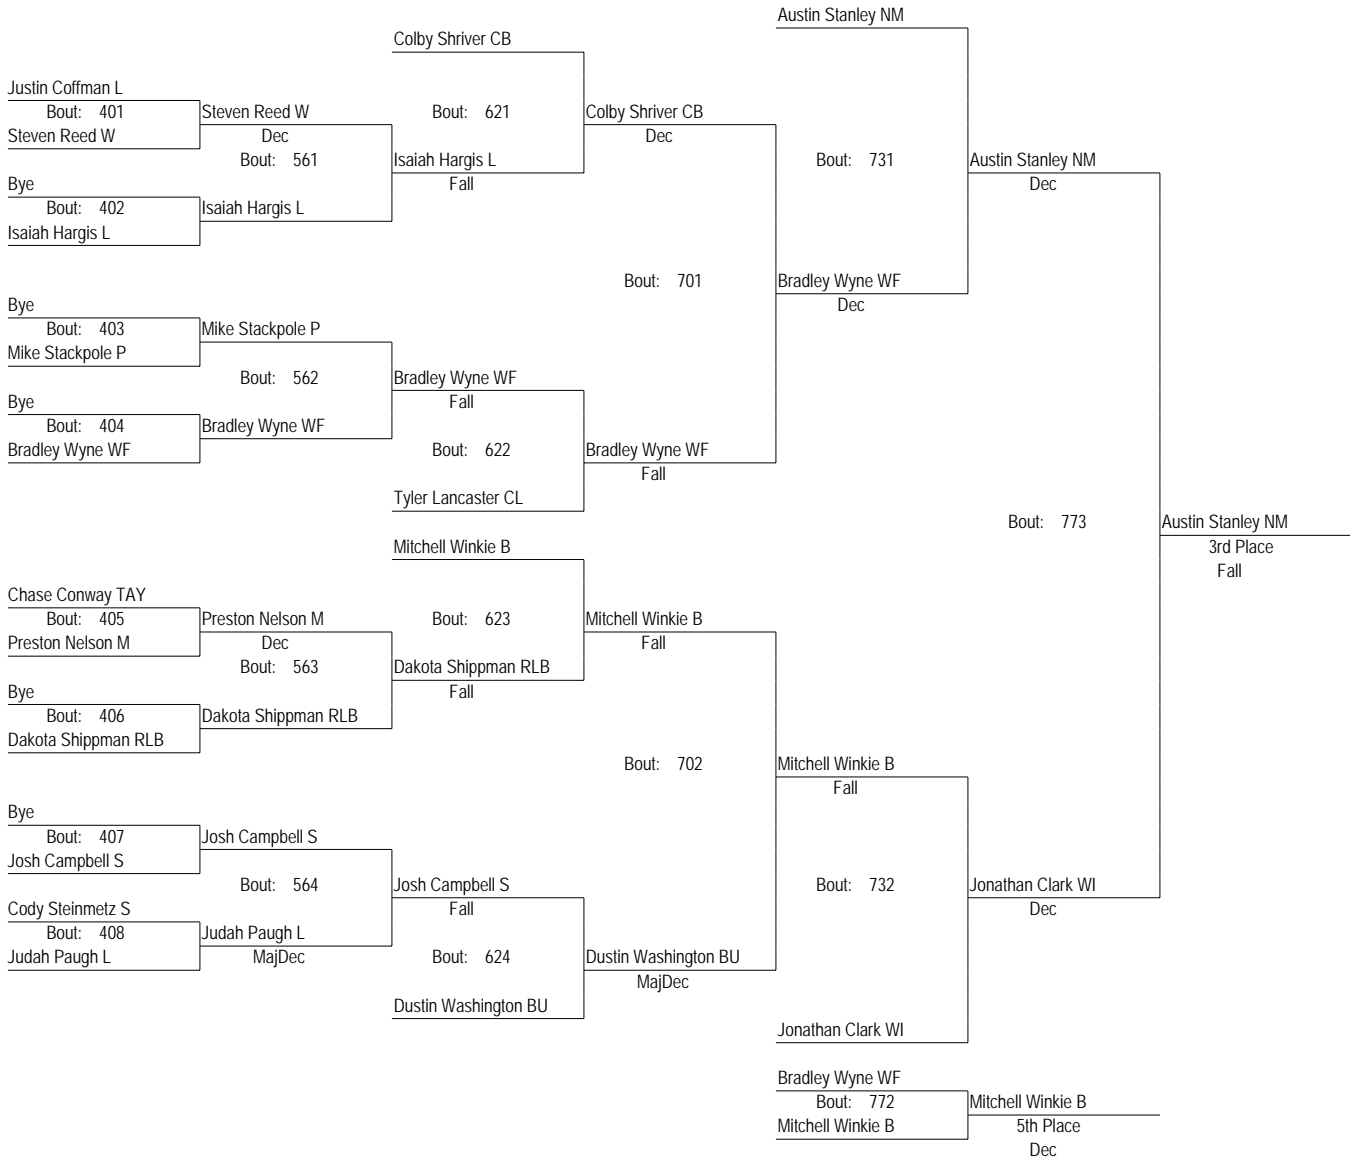 Austin Stanley NM
Colby Shriver CB
Justin Coffman L
Bout: 401
Steven Reed W
Bout: 621
Colby Shriver CB
Steven Reed W
Dec
Dec
Bout: 561
Isaiah Hargis L
Bout: 731
Austin Stanley NM
Bye
Fall
Dec
Bout: 402
Isaiah Hargis L
Isaiah Hargis L
Bout: 701
Bradley Wyne WF
Bye
Dec
Bout: 403
Mike Stackpole P
Mike Stackpole P
Bout: 562
Bradley Wyne WF
Bye
Fall
Bout: 404
Bradley Wyne WF
Bradley Wyne WF
Bout: 622
Bradley Wyne WF
Fall
Tyler Lancaster CL
Bout: 773
Austin Stanley NM
Mitchell Winkie B
3rd Place
Fall
Chase Conway TAY
Bout: 405
Preston Nelson M
Bout: 623
Mitchell Winkie B
Preston Nelson M
Dec
Fall
Bout: 563
Dakota Shippman RLB
Bye
Fall
Bout: 406
Dakota Shippman RLB
Dakota Shippman RLB
Bout: 702
Mitchell Winkie B
Fall
Bye
Bout: 407
Josh Campbell S
Josh Campbell S
Bout: 564
Josh Campbell S
Bout: 732
Jonathan Clark WI
Cody Steinmetz S
Fall
Dec
Bout: 408
Judah Paugh L
Judah Paugh L
MajDec
Bout: 624
Dustin Washington BU
MajDec
Dustin Washington BU
Jonathan Clark WI
Bradley Wyne WF
Bout: 772
Mitchell Winkie B
Mitchell Winkie B
5th Place
Dec